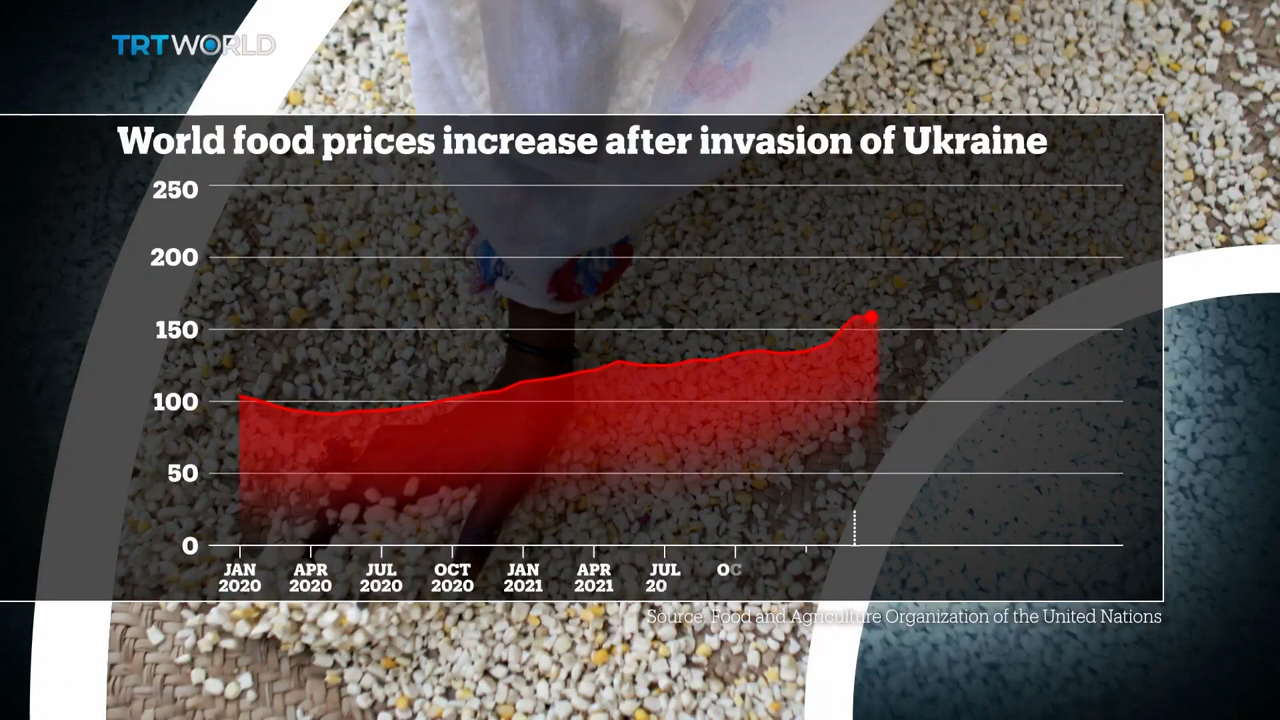 TRTWORLD
World food prices increase after invasion of Ukraine
250
200
150
100
50
0
JAN APR JUL OCT JAN APR JUL OC
2020 2020 2020 2020 2021 2021 20
Source: Food and Agriculture Organization of the United Nations